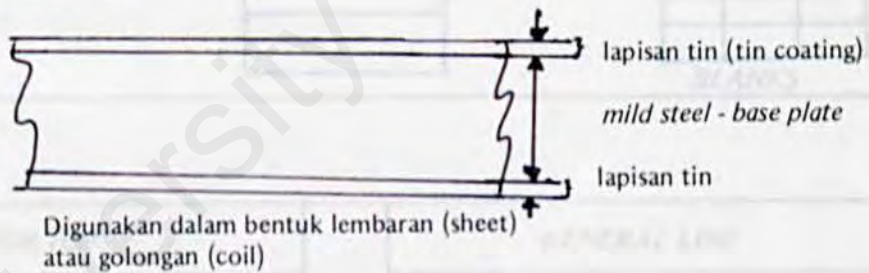 lapisan tin (tin coating)
mild steel - base plate
lapisan tin
Digunakan dalam bentuk lembaran (sheet)
atau golongan (coil)